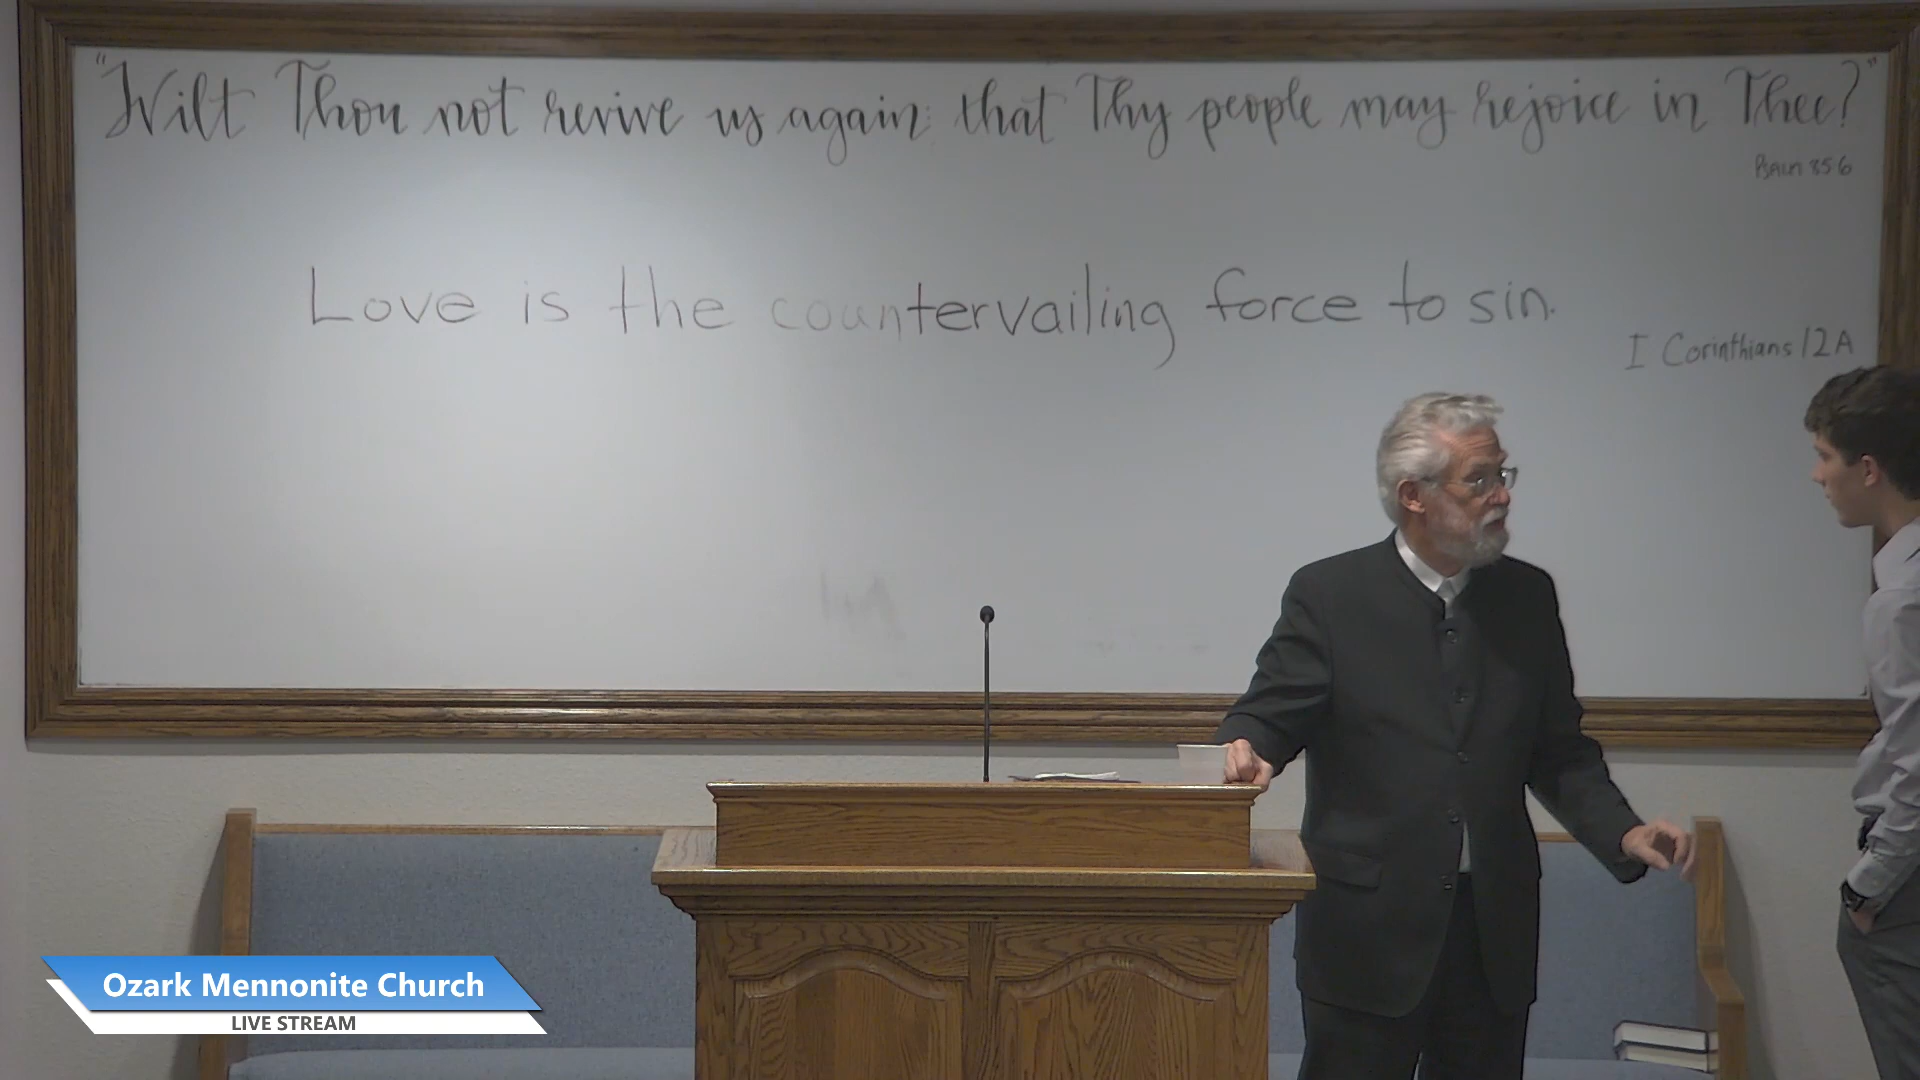 "Wilt Thou not revive us again: that Thy people may rejoice in Thee?"
Psalm 85:6
Love is the countervailing force to sin.
I Corinthians 12A
Ozark Mennonite Church
LIVE STREAM